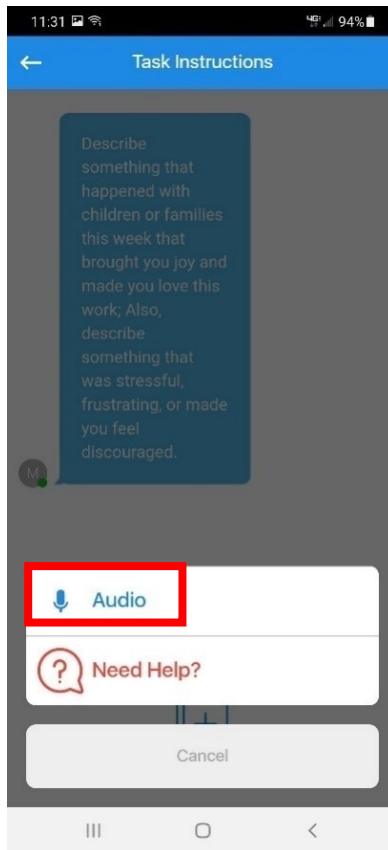 11:31 94%
Task Instructions
Describe
something that
happened with
children or families
this week that
brought you joy and
made you love this
work; Also,
describe
something that
was stressful,
frustrating, or made
you feel
discouraged.
M
Audio
? Need Help?
Cancel